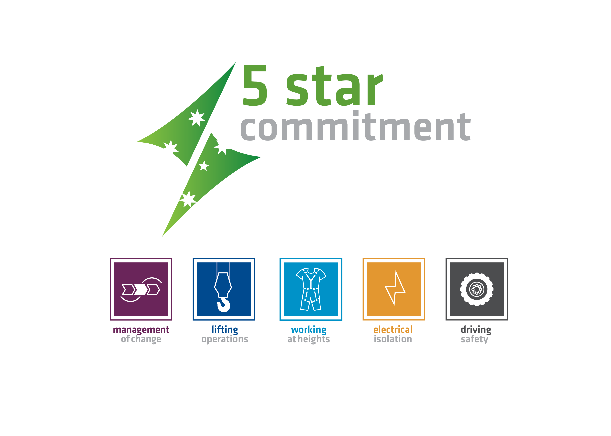 5 star
commitment
management
of change
lifting
operations
working
at heights
electrical
isolation
driving
safety